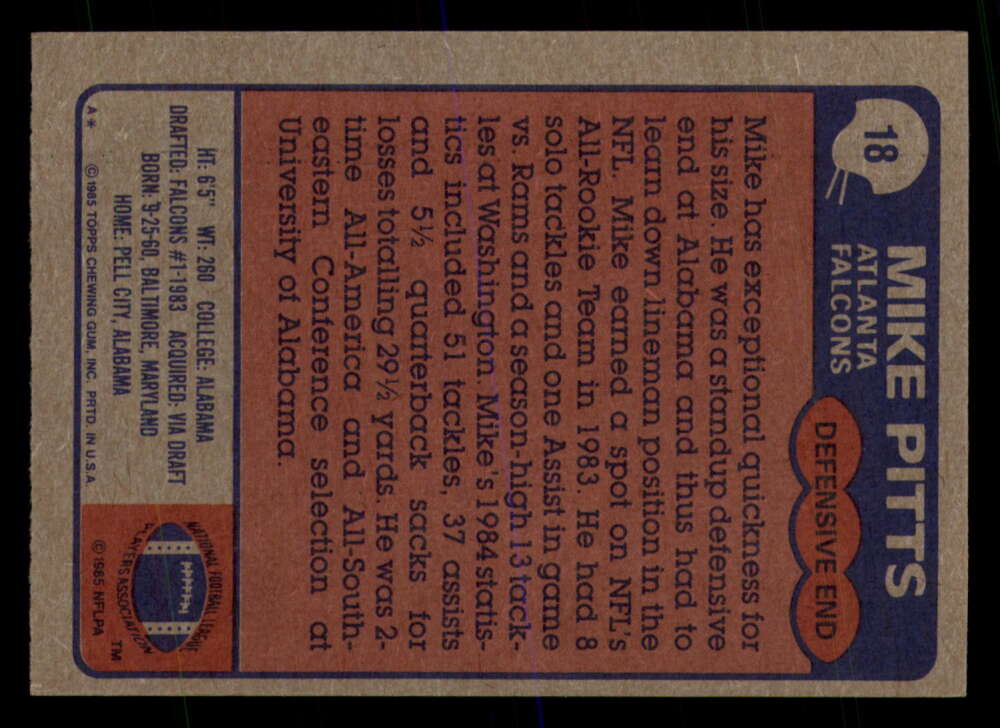 18
MIKE PITTS
ATLANTA
FALCONS
DEFENSIVE END
Mike has exceptional quickness for
his size. He was a standup defensive
end at Alabama and thus had to
learn down lineman position in the
NFL. Mike earned a spot on NFL's
All-Rookie Team in 1983. He had 8
solo tackles and one Assist in game
vs. Rams and a season-high 13 tack-
les at Washington. Mike's 1984 statis-
tics included 51 tackles, 37 assists
and 5½ quarterback sacks for
losses totalling 29½ yards. He was 2-
time All-America and All-South-
eastern Conference selection at
University of Alabama.
HT: 6'5" WT: 260 COLLEGE: ALABAMA
DRAFTED: FALCONS #1-1983 ACQUIRED: VIA DRAFT
BORN: 9-25-60, BALTIMORE, MARYLAND
HOME: PELL CITY, ALABAMA
A* © 1985 TOPPS CHEWING GUM, INC. PRTD. IN U.S.A.
NATIONAL FOOTBALL LEAGUE
PLAYERS ASSOCIATION
TM
© 1985 NFLPA